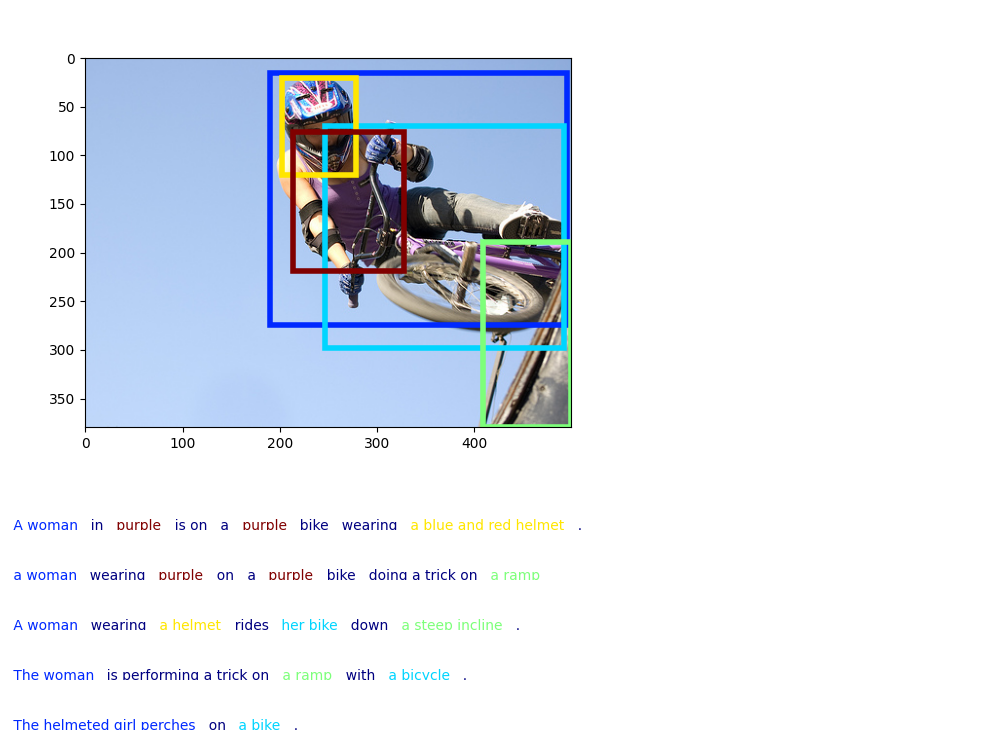 0
50
100
150
200
250
300
350
0 100 200 300 400
A woman in purple is on a purple bike wearing a blue and red helmet .
a woman wearing purple on a purple bike doing a trick on a ramp
A woman wearing a helmet rides her bike down a steep incline .
The woman is performing a trick on a ramp with a bicycle .
The helmeted girl perches on a bike .